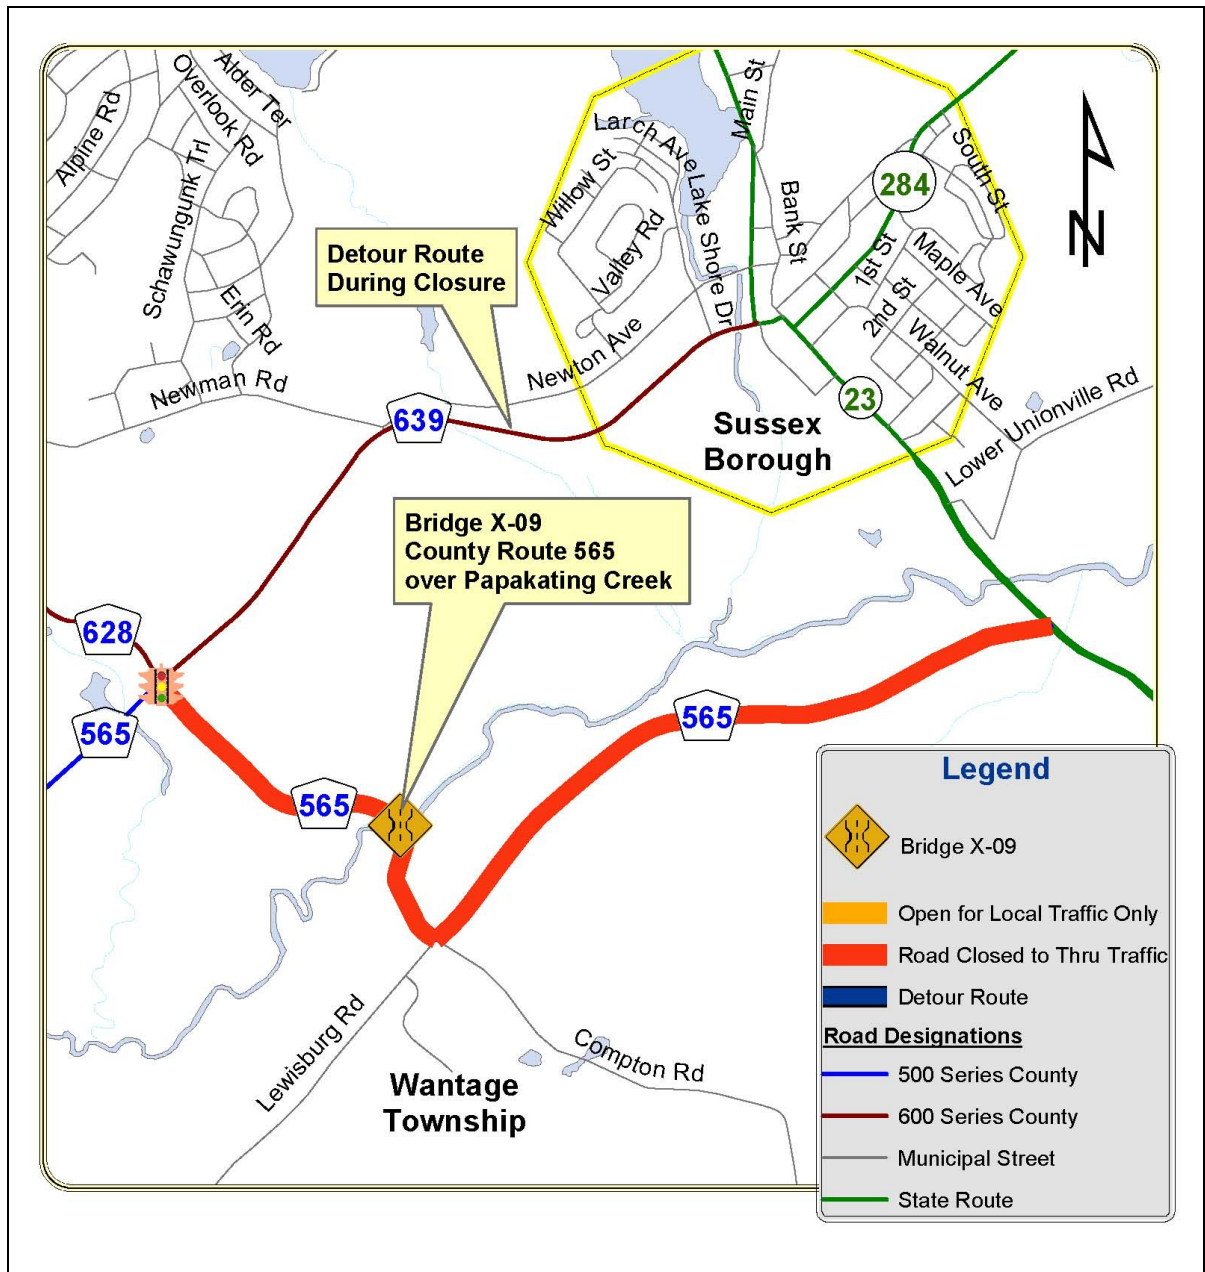 Alder Ter
Overlook Rd
Alpine Rd
Schawungunk Trl
Erin Rd
Newman Rd
Larch Ave
Willow St
Valley Rd
Lake Shore Dr
Main St
Bank St
Newton Ave
284
South St
1st St
2nd St
Maple Ave
Walnut Ave
Lower Unionville Rd
23
N
Detour Route
During Closure
639
Sussex
Borough
Bridge X-09
County Route 565
over Papakating Creek
628
565
565
565
Lewisburg Rd
Compton Rd
Wantage
Township
Legend
Bridge X-09
Open for Local Traffic Only
Road Closed to Thru Traffic
Detour Route
Road Designations
500 Series County
600 Series County
Municipal Street
State Route